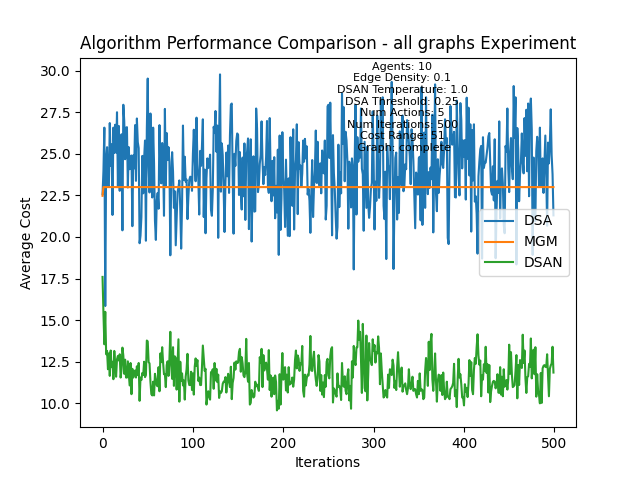 Algorithm Performance Comparison - all graphs Experiment
Agents: 10
Edge Density: 0.1
DSAN Temperature: 1.0
DSA Threshold: 0.25
Num Actions: 5
Num Iterations: 500
Cost Range: 51
Graph: complete
30.0
27.5
25.0
22.5
20.0
17.5
15.0
12.5
10.0
Average Cost
DSA
MGM
DSAN
0
100
200
300
400
500
Iterations